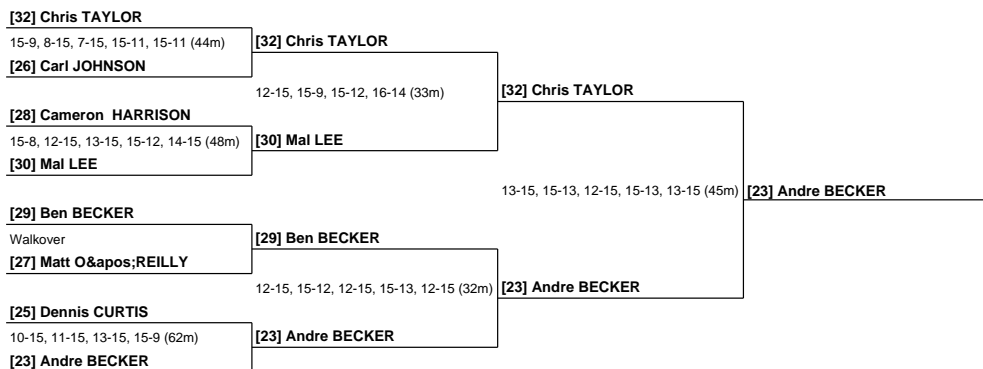 [32] Chris TAYLOR
15-9, 8-15, 7-15, 15-11, 15-11 (44m)
[26] Carl JOHNSON
[28] Cameron  HARRISON
15-8, 12-15, 13-15, 15-12, 14-15 (48m)
[30] Mal LEE
[29] Ben BECKER
Walkover
[27] Matt O&apos;REILLY
[25] Dennis CURTIS
10-15, 11-15, 13-15, 15-9 (62m)
[23] Andre BECKER
[32] Chris TAYLOR
12-15, 15-9, 15-12, 16-14 (33m)
[30] Mal LEE
[29] Ben BECKER
12-15, 15-12, 12-15, 15-13, 12-15 (32m)
[23] Andre BECKER
[32] Chris TAYLOR
13-15, 15-13, 12-15, 15-13, 13-15 (45m)
[23] Andre BECKER
[23] Andre BECKER